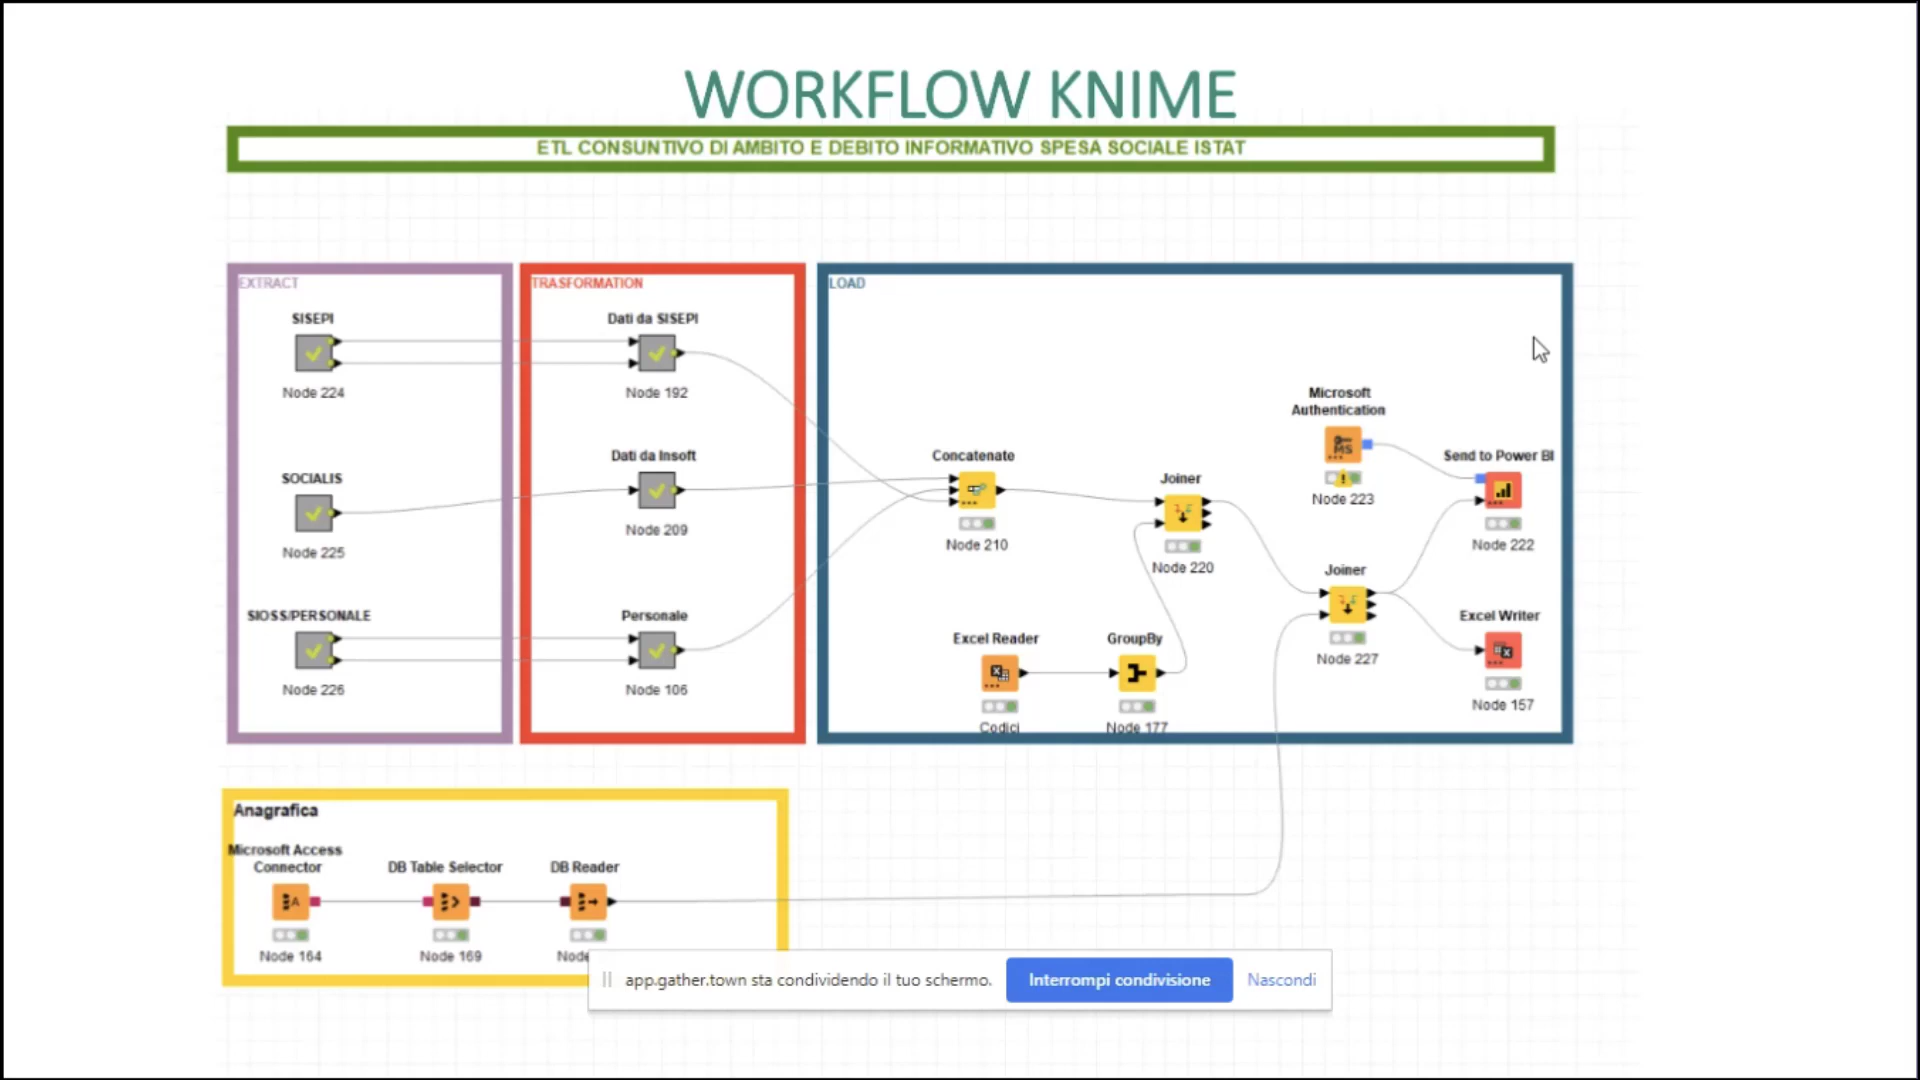 WORKFLOW KNIME
ETL CONSUNTIVO DI AMBITO E DEBITO INFORMATIVO SPESA SOCIALE ISTAT
EXTRACT
SISEPI
Node 224
SOCIALIS
Node 225
SIOSS/PERSONALE
Node 226
TRASFORMATION
Dati da SISEPI
Node 192
Dati da Insoft
Node 209
Personale
Node 106
LOAD
Concatenate
Node 210
Excel Reader
Codici
GroupBy
Node 177
Joiner
Node 220
Microsoft
Authentication
MS
Node 223
Joiner
Node 227
Send to Power BI
Node 222
Excel Writer
Node 157
Anagrafica
Microsoft Access
Connector
A
Node 164
DB Table Selector
Node 169
DB Reader
Node
app.gather.town sta condividendo il tuo schermo.
Interrompi condivisione
Nascondi